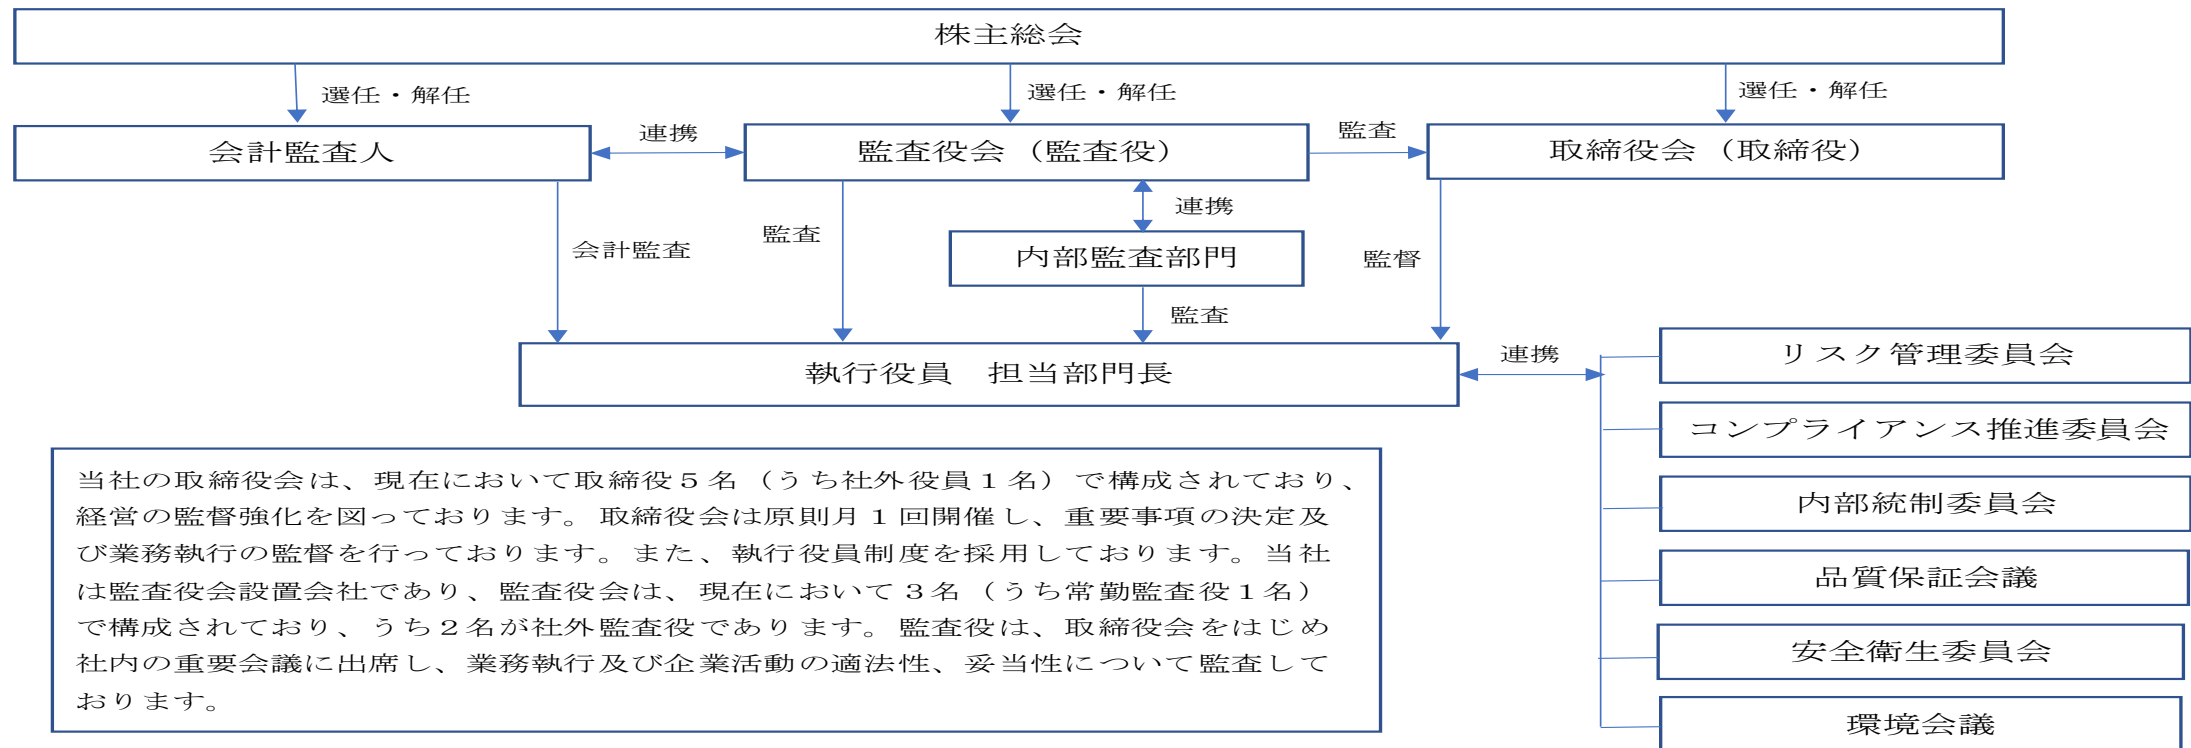 株主総会
選任・解任
選任・解任
選任・解任
会計監査人
連携
監査役会（監査役）
監査
取締役会（取締役）
連携
会計監査
監査
内部監査部門
監督
監査
執行役員　担当部門長
連携
リスク管理委員会
コンプライアンス推進委員会
内部統制委員会
品質保証会議
安全衛生委員会
環境会議
当社の取締役会は、現在において取締役５名（うち社外役員１名）で構成されており、
経営の監督強化を図っております。取締役会は原則月１回開催し、重要事項の決定及
び業務執行の監督を行っております。また、執行役員制度を採用しております。当社
は監査役会設置会社であり、監査役会は、現在において３名（うち常勤監査役１名）
で構成されており、うち２名が社外監査役であります。監査役は、取締役会をはじめ
社内の重要会議に出席し、業務執行及び企業活動の適法性、妥当性について監査して
おります。